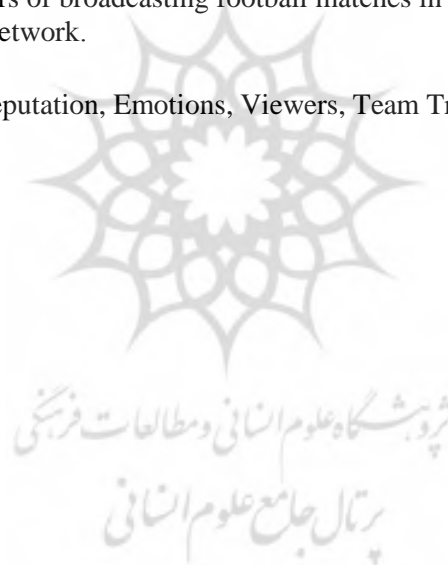 rs of broadcasting football matches in
etwork.
eputation, Emotions, Viewers, Team Tr
پژوهشگاه علوم انسانی و مطالعات فرهنگی
پرتال جامع علوم انسانی